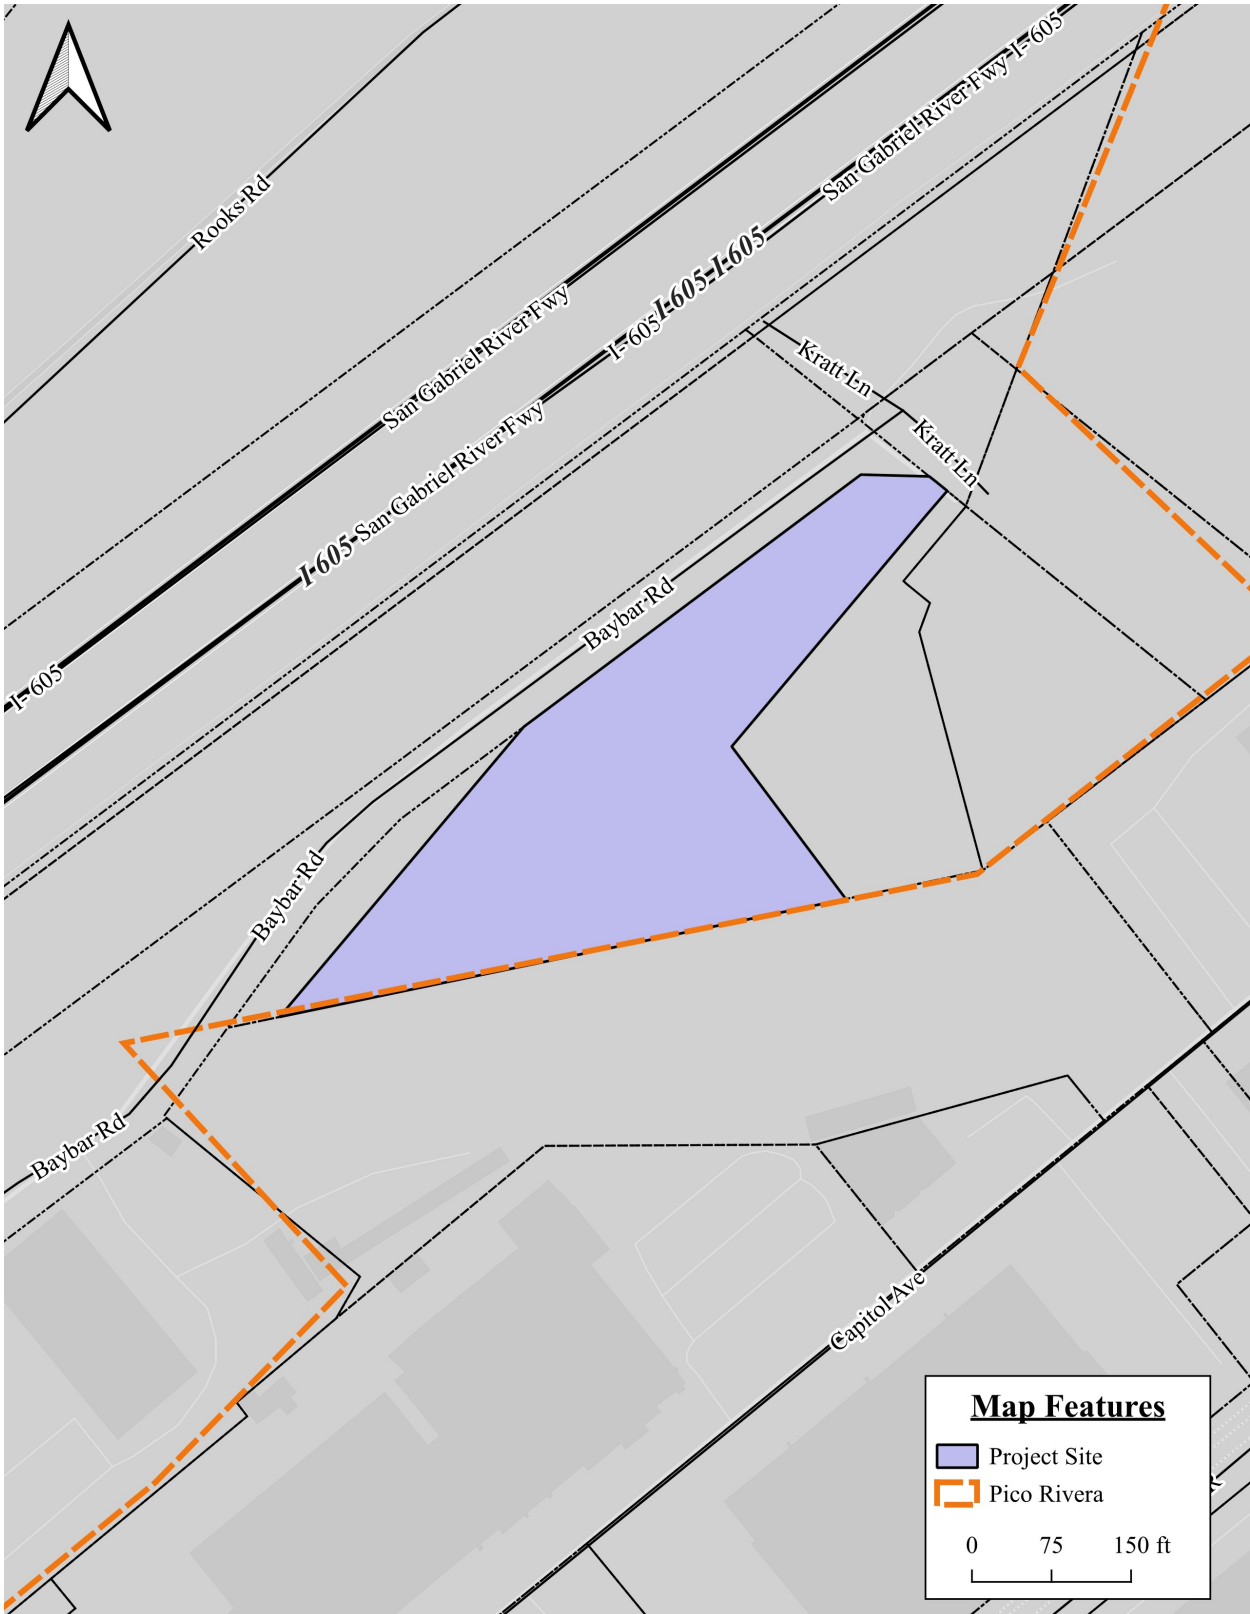 San Gabriel River Fwy I- 605
Rooks Rd
I-605 I-605
San Gabriel River Fwy
I- 605
Kratt Ln
Kratt Ln
San Gabriel River Fwy
I-605
Baybar Rd
I- 605
Baybar Rd
Baybar Rd
Capitol Ave
Map Features
Project Site
Pico Rivera
0 75 150 ft